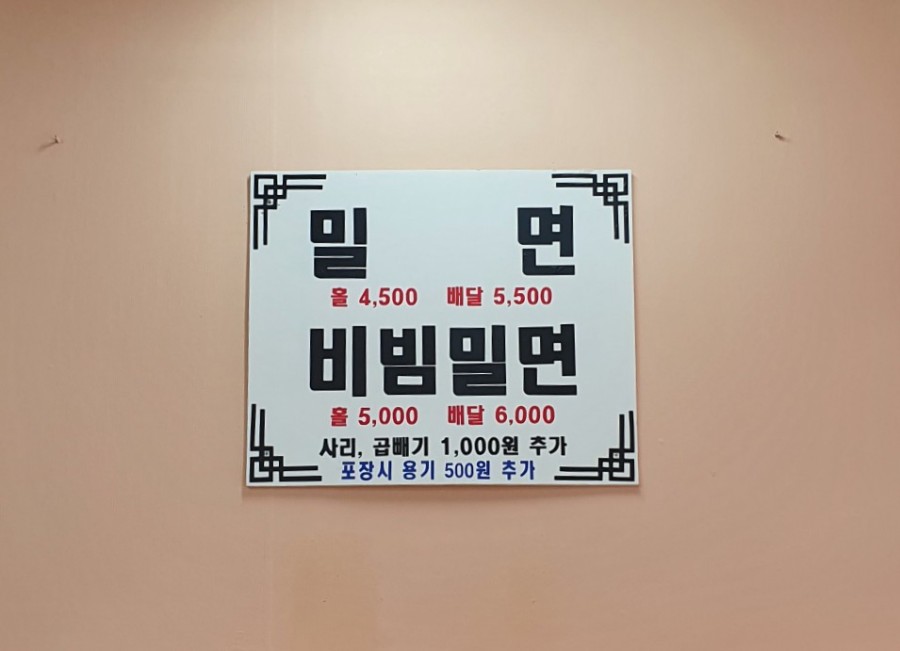 밀 면
홀 4,500 배달 5,500
비빔밀면
홀 5,000 배달 6,000
사리, 곱빼기 1,000원 추가
포장시 용기 500원 추가